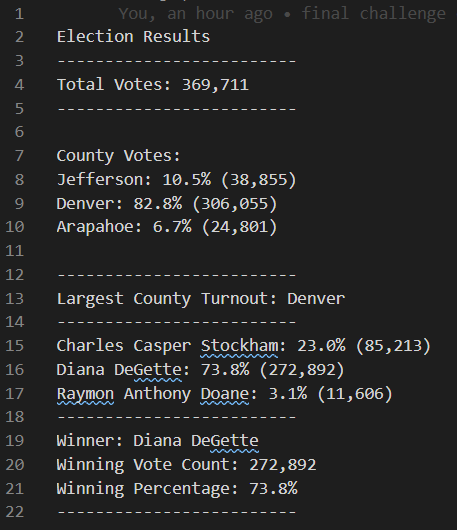 1 You, an hour ago • final challenge
2 Election Results
3 -------------------------
4 Total Votes: 369,711
5 -------------------------
6
7 County Votes:
8 Jefferson: 10.5% (38,855)
9 Denver: 82.8% (306,055)
10 Arapahoe: 6.7% (24,801)
11
12 -------------------------
13 Largest County Turnout: Denver
14 -------------------------
15 Charles Casper Stockham: 23.0% (85,213)
16 Diana DeGette: 73.8% (272,892)
17 Raymon Anthony Doane: 3.1% (11,606)
18 -------------------------
19 Winner: Diana DeGette
20 Winning Vote Count: 272,892
21 Winning Percentage: 73.8%
22 -------------------------